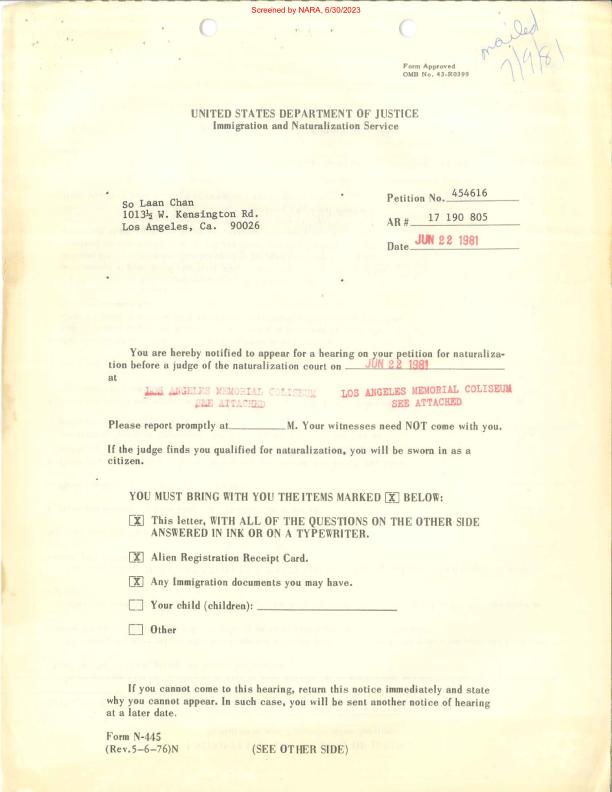 Screened by NARA, 6/30/2023
mailed
7/9/81
Form Approved
OMB No. 43-R0399
UNITED STATES DEPARTMENT OF JUSTICE
Immigration and Naturalization Service
So Laan Chan
1013½ W. Kensington Rd.
Los Angeles, Ca. 90026
Petition No. 454616
AR # 17 190 805
Date JUN 22 1981
You are hereby notified to appear for a hearing on your petition for naturaliza-
tion before a judge of the naturalization court on JUN 22 1981
at
LOS ANGELES MEMORIAL COLISEUM LOS ANGELES MEMORIAL COLISEUM
SEE ATTACHED SEE ATTACHED
Please report promptly at__________M. Your witnesses need NOT come with you.
If the judge finds you qualified for naturalization, you will be sworn in as a
citizen.
YOU MUST BRING WITH YOU THE ITEMS MARKED [X] BELOW:
[X] This letter, WITH ALL OF THE QUESTIONS ON THE OTHER SIDE
ANSWERED IN INK OR ON A TYPEWRITER.
[X] Alien Registration Receipt Card.
[X] Any Immigration documents you may have.
[ ] Your child (children): ____________________
[ ] Other
If you cannot come to this hearing, return this notice immediately and state
why you cannot appear. In such case, you will be sent another notice of hearing
at a later date.
Form N-445
(Rev.5-6-76)N (SEE OTHER SIDE)